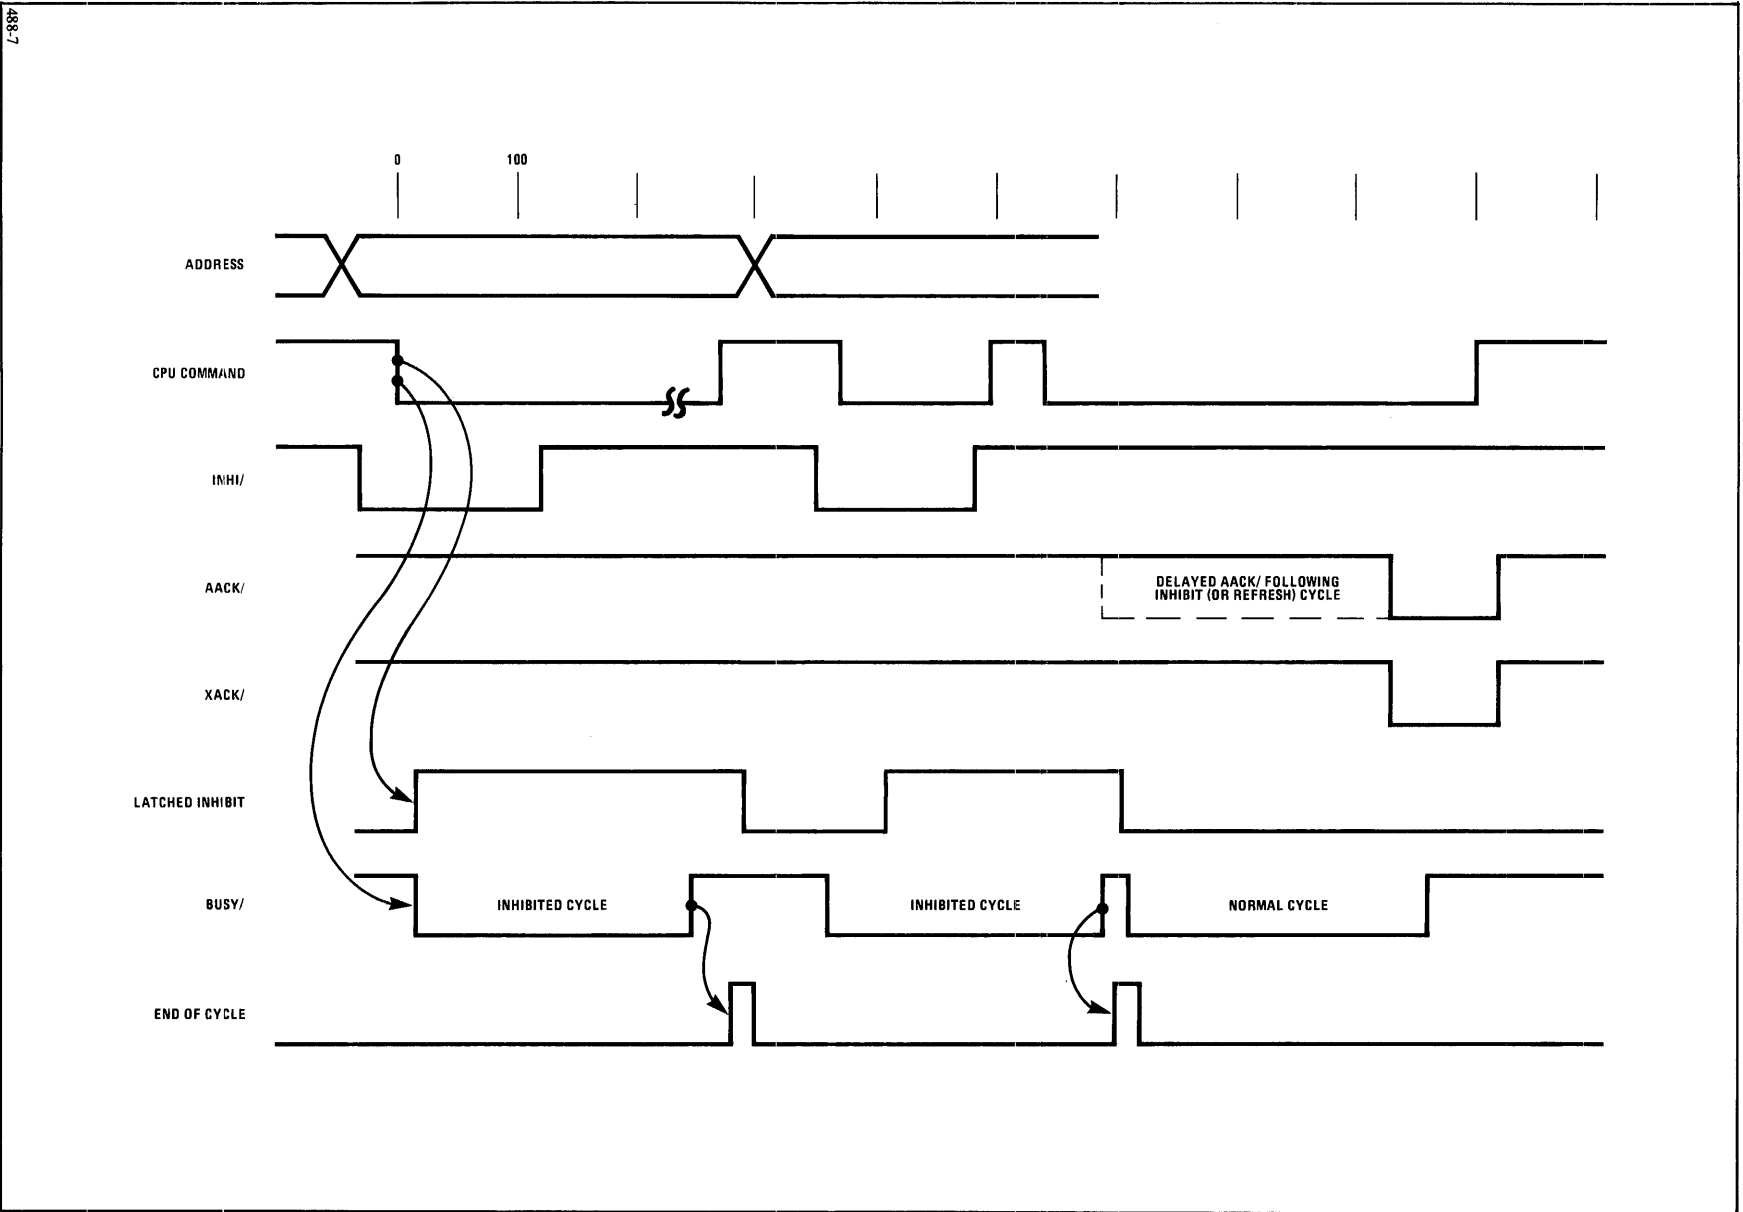 488-7
0 100
ADDRESS
CPU COMMAND
INHI/
AACK/
DELAYED AACK/ FOLLOWING
INHIBIT (OR REFRESH) CYCLE
XACK/
LATCHED INHIBIT
BUSY/
INHIBITED CYCLE
INHIBITED CYCLE
NORMAL CYCLE
END OF CYCLE